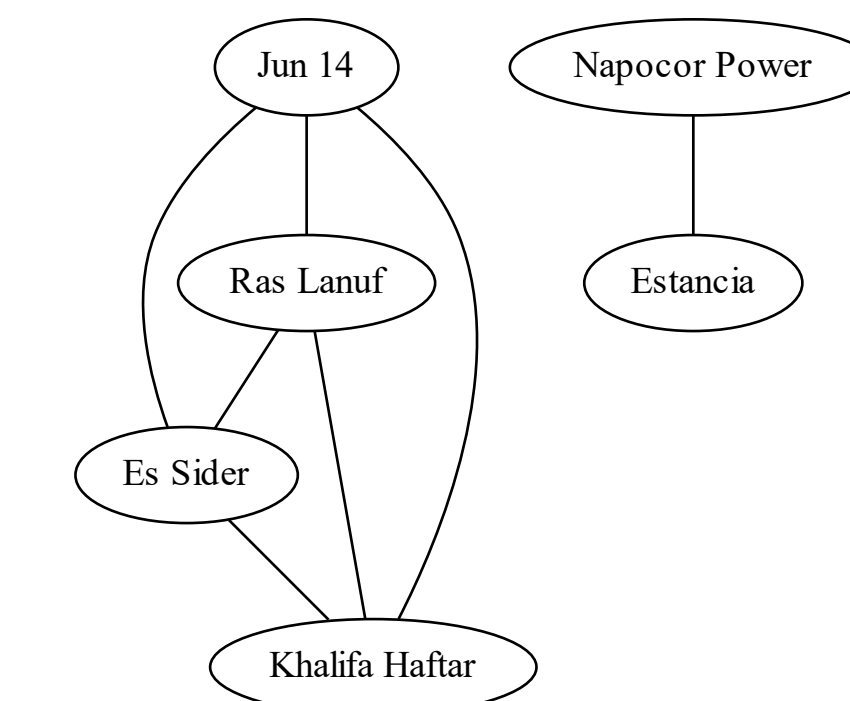 Jun 14
Napocor Power
Ras Lanuf
Estancia
Es Sider
Khalifa Haftar